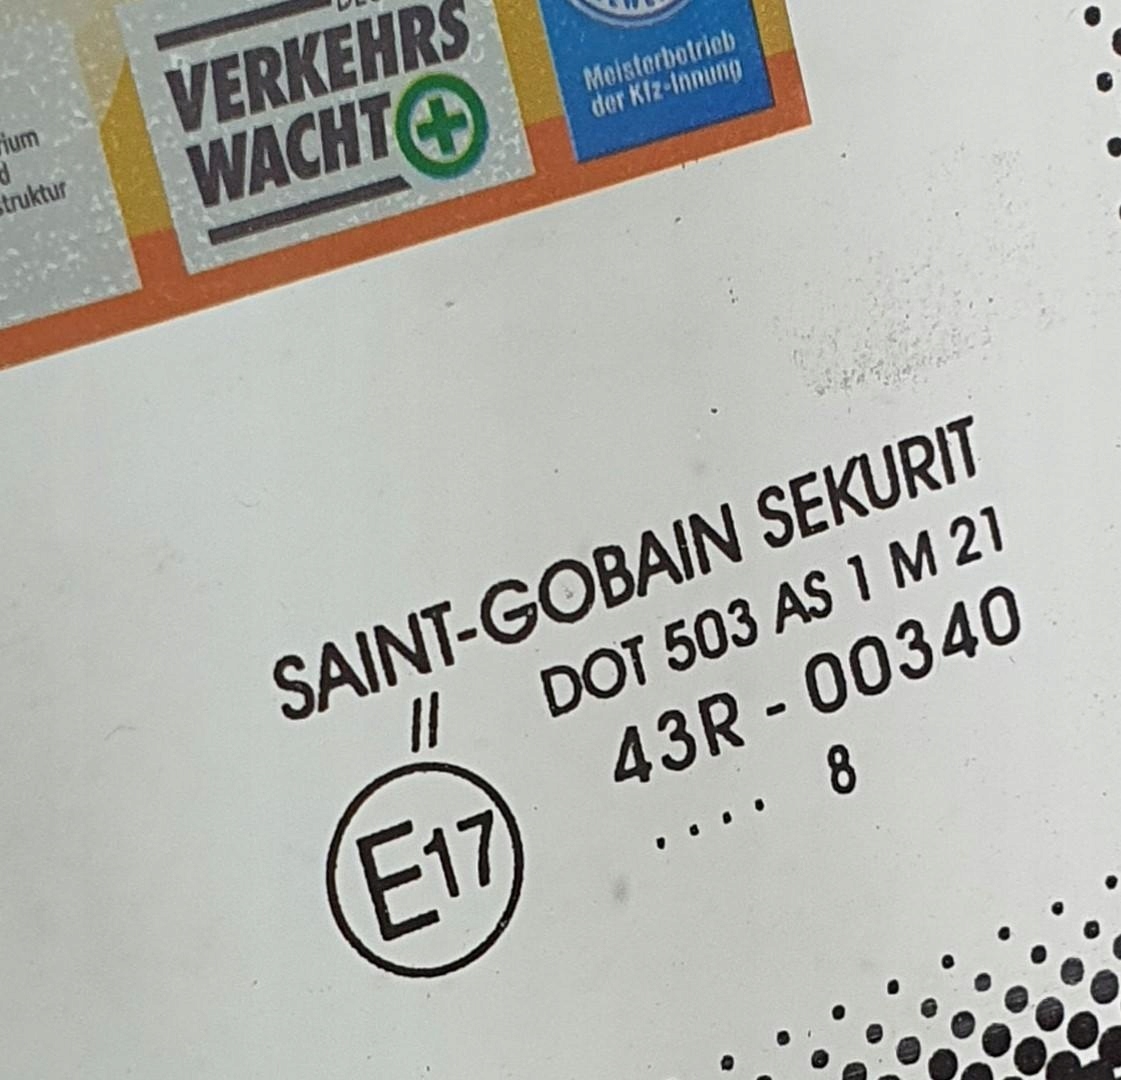 VERKEHRS
WACHT
Meisterbetrieb
der Kfz-Innung
struktur
SAINT-GOBAIN SEKURIT
DOT 503 AS 1 M 21
II
43R - 00340
.... 8
E17